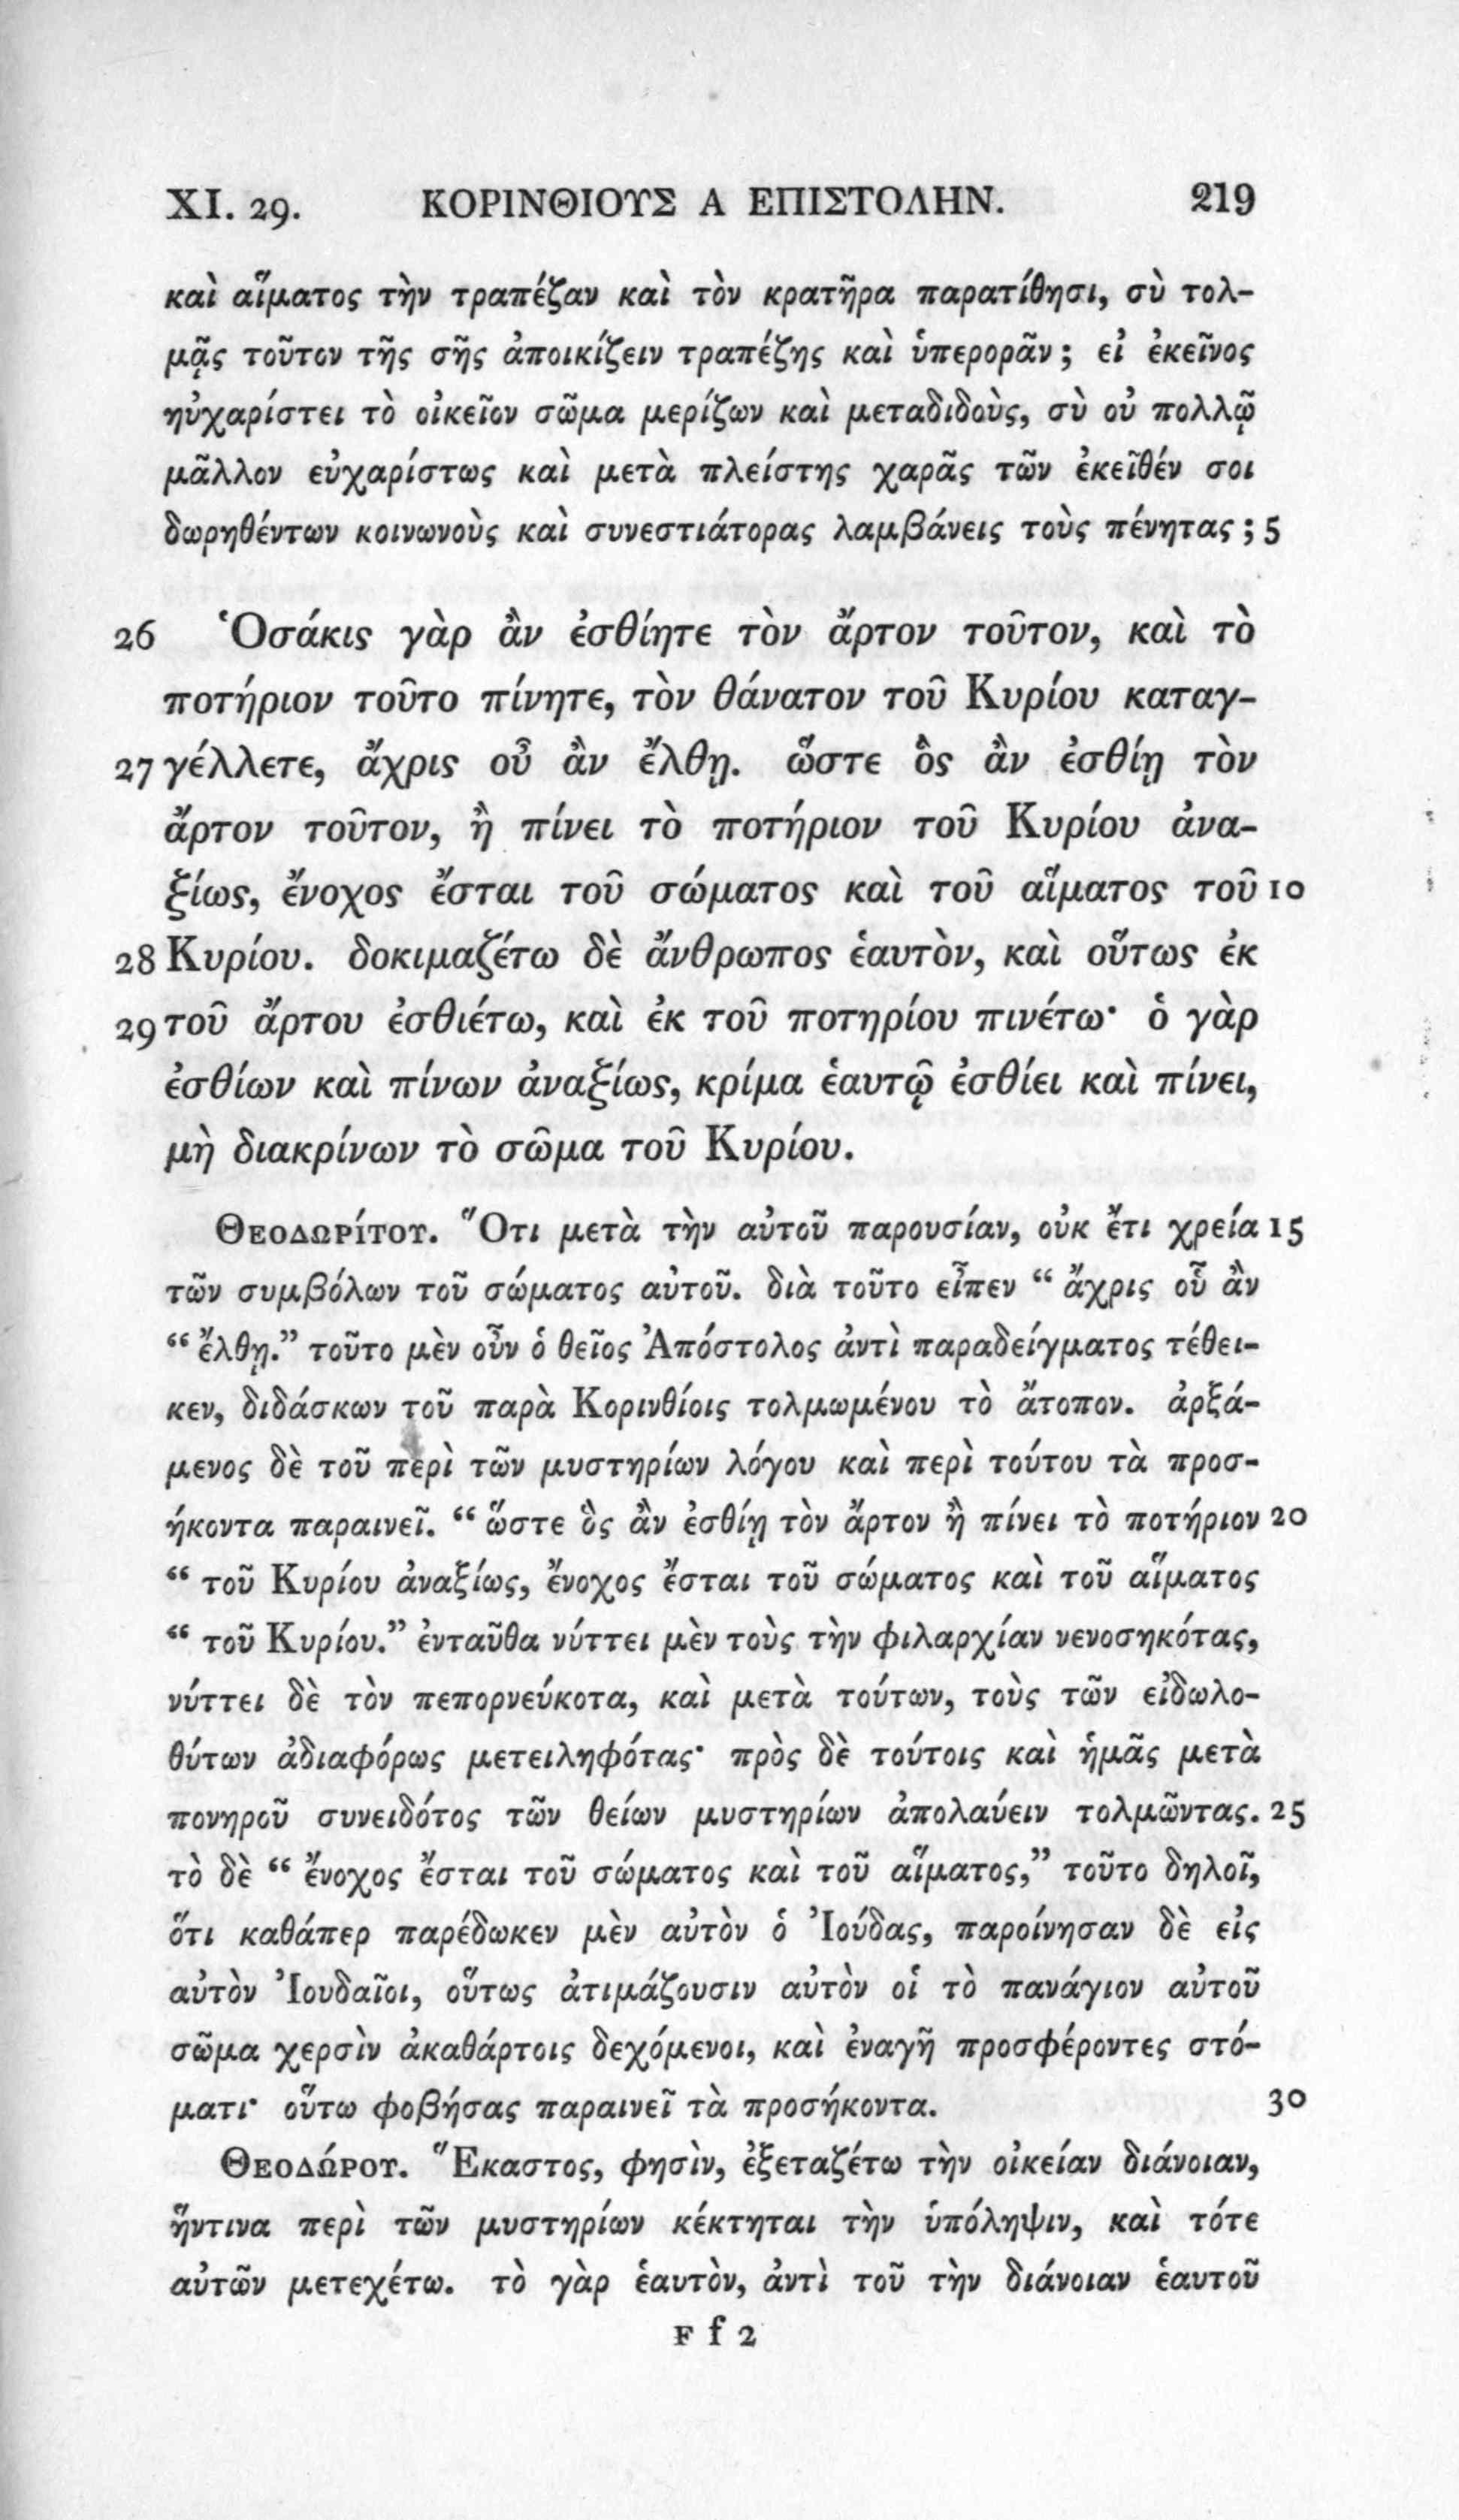 XI. 29. ΚΟΡΙΝΘΙΟΥΣ Α ΕΠΙΣΤΟΛΗΝ. 219
καὶ αἵματος τὴν τραπέζαν καὶ τὸν κρατῆρα παρατίθησι, σὺ τολ-
μᾷς τοῦτον τῆς σῆς ἀποικίζειν τραπέζης καὶ ὑπερορᾶν; εἰ ἐκεῖνος
ηὐχαρίστει τὸ οἰκεῖον σῶμα μερίζων καὶ μεταδιδοὺς, σὺ οὐ πολλῷ
μᾶλλον εὐχαρίστως καὶ μετὰ πλείστης χαρᾶς τῶν ἐκεῖθέν σοι
δωρηθέντων κοινωνοὺς καὶ συνεστιάτορας λαμβάνεις τοὺς πένητας; 5
26 Ὁσάκις γὰρ ἂν ἐσθίητε τὸν ἄρτον τοῦτον, καὶ τὸ
ποτήριον τοῦτο πίνητε, τὸν θάνατον τοῦ Κυρίου καταγ-
27 γέλλετε, ἄχρις οὗ ἂν ἔλθῃ. ὥστε ὃς ἂν ἐσθίῃ τὸν
ἄρτον τοῦτον, ἢ πίνει τὸ ποτήριον τοῦ Κυρίου ἀνα-
ξίως, ἔνοχος ἔσται τοῦ σώματος καὶ τοῦ αἵματος τοῦ 10
28 Κυρίου. δοκιμαζέτω δὲ ἄνθρωπος ἑαυτὸν, καὶ οὕτως ἐκ
29 τοῦ ἄρτου ἐσθιέτω, καὶ ἐκ τοῦ ποτηρίου πινέτω· ὁ γὰρ
ἐσθίων καὶ πίνων ἀναξίως, κρίμα ἑαυτῷ ἐσθίει καὶ πίνει,
μὴ διακρίνων τὸ σῶμα τοῦ Κυρίου.
Θεοδωρίτου. Ὅτι μετὰ τὴν αὐτοῦ παρουσίαν, οὐκ ἔτι χρεία 15
τῶν συμβόλων τοῦ σώματος αὐτοῦ. διὰ τοῦτο εἶπεν “ ἄχρις οὗ ἂν
“ ἔλθῃ.” τοῦτο μὲν οὖν ὁ θεῖος Ἀπόστολος ἀντὶ παραδείγματος τέθει-
κεν, διδάσκων τοῦ παρὰ Κορινθίοις τολμωμένου τὸ ἄτοπον. ἀρξά-
μενος δὲ τοῦ περὶ τῶν μυστηρίων λόγου καὶ περὶ τούτου τὰ προσ-
ήκοντα παραινεῖ. “ ὥστε ὃς ἂν ἐσθίῃ τὸν ἄρτον ἢ πίνει τὸ ποτήριον 20
“ τοῦ Κυρίου ἀναξίως, ἔνοχος ἔσται τοῦ σώματος καὶ τοῦ αἵματος
“ τοῦ Κυρίου.” ἐνταῦθα νύττει μὲν τοὺς τὴν φιλαρχίαν νενοσηκότας,
νύττει δὲ τὸν πεπορνεύκοτα, καὶ μετὰ τούτων, τοὺς τῶν εἰδωλο-
θύτων ἀδιαφόρως μετειληφότας· πρὸς δὲ τούτοις καὶ ἡμᾶς μετὰ
πονηροῦ συνειδότος τῶν θείων μυστηρίων ἀπολαύειν τολμῶντας. 25
τὸ δὲ “ ἔνοχος ἔσται τοῦ σώματος καὶ τοῦ αἵματος,” τοῦτο δηλοῖ,
ὅτι καθάπερ παρέδωκεν μὲν αὐτὸν ὁ Ἰούδας, παροίνησαν δὲ εἰς
αὐτὸν Ἰουδαῖοι, οὕτως ἀτιμάζουσιν αὐτὸν οἱ τὸ πανάγιον αὐτοῦ
σῶμα χερσὶν ἀκαθάρτοις δεχόμενοι, καὶ ἐναγῆ προσφέροντες στό-
ματι· οὕτω φοβήσας παραινεῖ τὰ προσήκοντα. 30
Θεοδώρου. Ἕκαστος, φησὶν, ἐξεταζέτω τὴν οἰκείαν διάνοιαν,
ἥντινα περὶ τῶν μυστηρίων κέκτηται τὴν ὑπόληψιν, καὶ τότε
αὐτῶν μετεχέτω. τὸ γὰρ ἑαυτὸν, ἀντὶ τοῦ τὴν διάνοιαν ἑαυτοῦ
F f 2